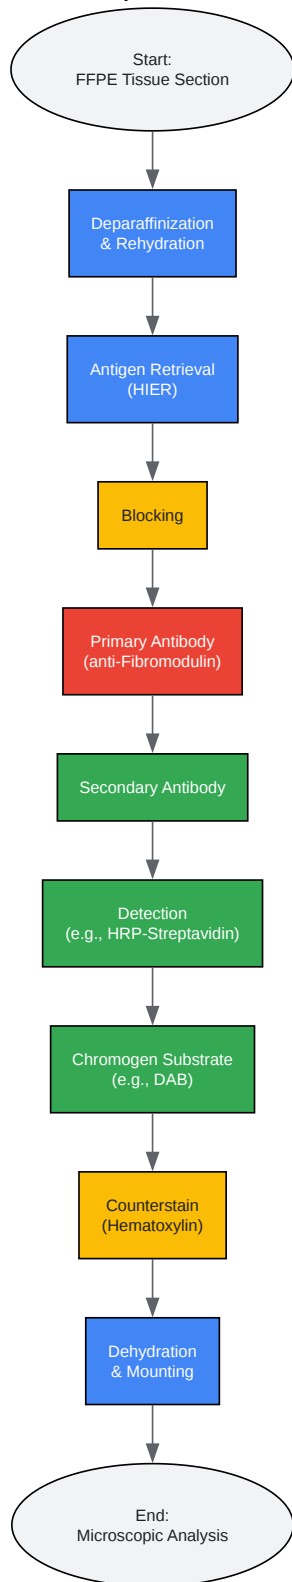 Start:
FFPE Tissue Section
Deparaffinization
& Rehydration
Antigen Retrieval
(HIER)
Blocking
Primary Antibody
(anti-Fibromodulin)
Secondary Antibody
Detection
(e.g., HRP-Streptavidin)
Chromogen Substrate
(e.g., DAB)
Counterstain
(Hematoxylin)
Dehydration
& Mounting
End:
Microscopic Analysis